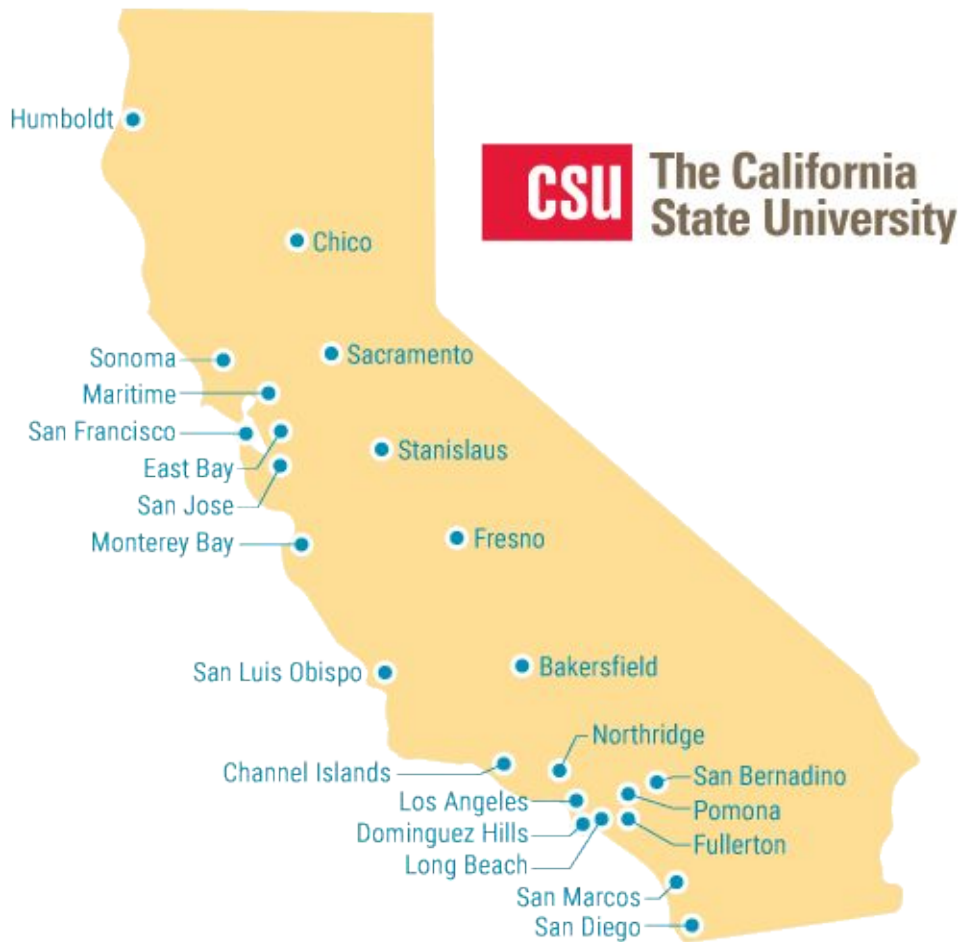 Humboldt
CSU The California
State University
Chico
Sonoma
Sacramento
Maritime
San Francisco
East Bay
Stanislaus
San Jose
Monterey Bay
Fresno
San Luis Obispo
Bakersfield
Northridge
Channel Islands
San Bernadino
Los Angeles
Pomona
Dominguez Hills
Fullerton
Long Beach
San Marcos
San Diego